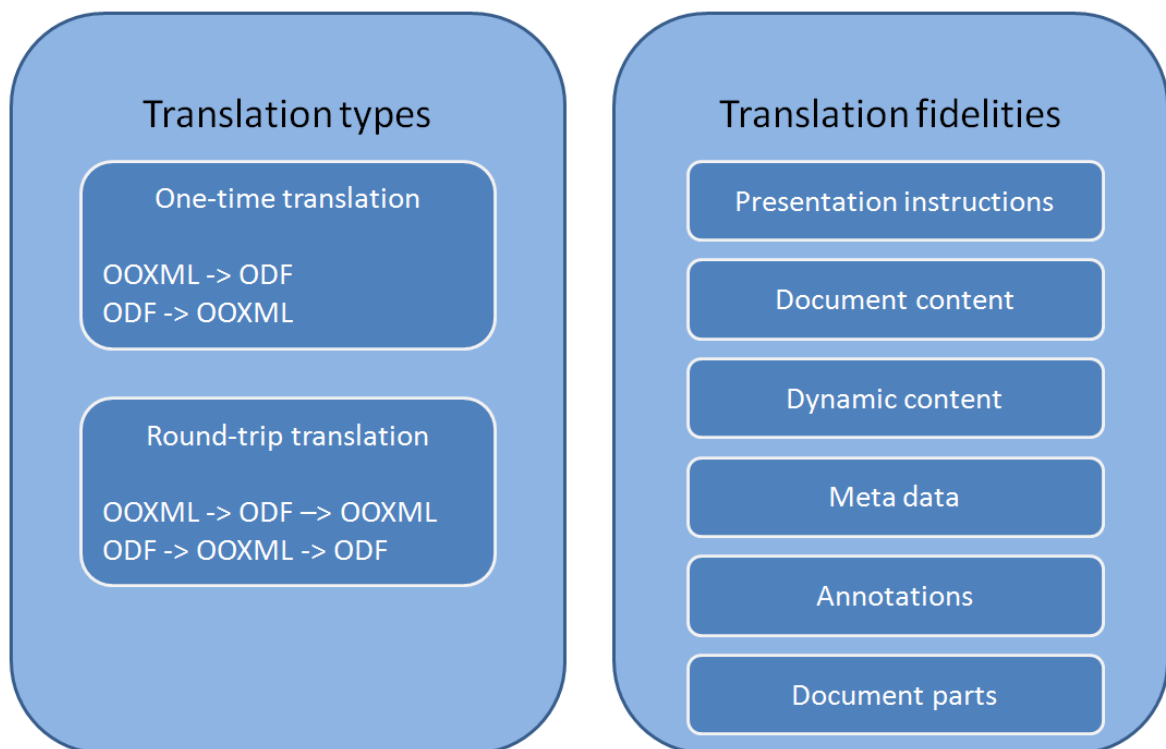 Translation types
One-time translation
OOXML -> ODF
ODF -> OOXML
Round-trip translation
OOXML -> ODF –> OOXML
ODF -> OOXML -> ODF
Translation fidelities
Presentation instructions
Document content
Dynamic content
Meta data
Annotations
Document parts